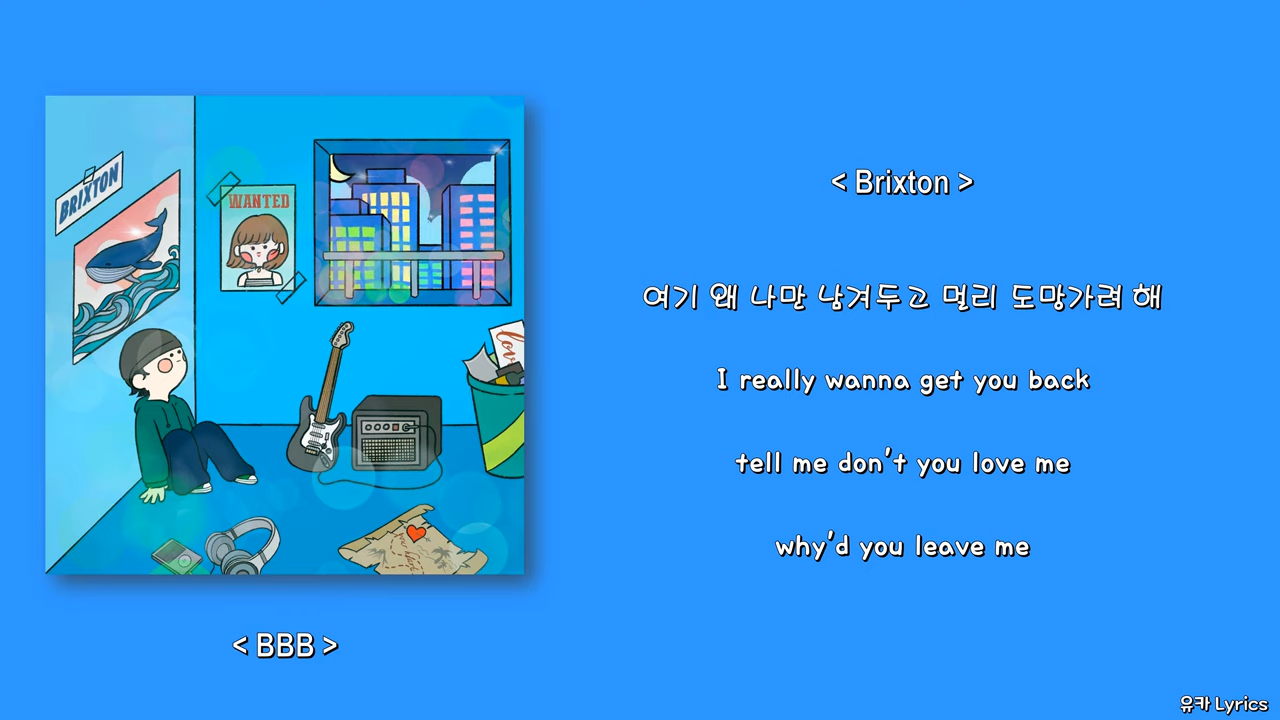 BRIXTON
WANTED
love
< BBB >
< Brixton >
여기 왜 나만 남겨두고 멀리 도망가려 해
I really wanna get you back
tell me don't you love me
why'd you leave me
유카 Lyrics